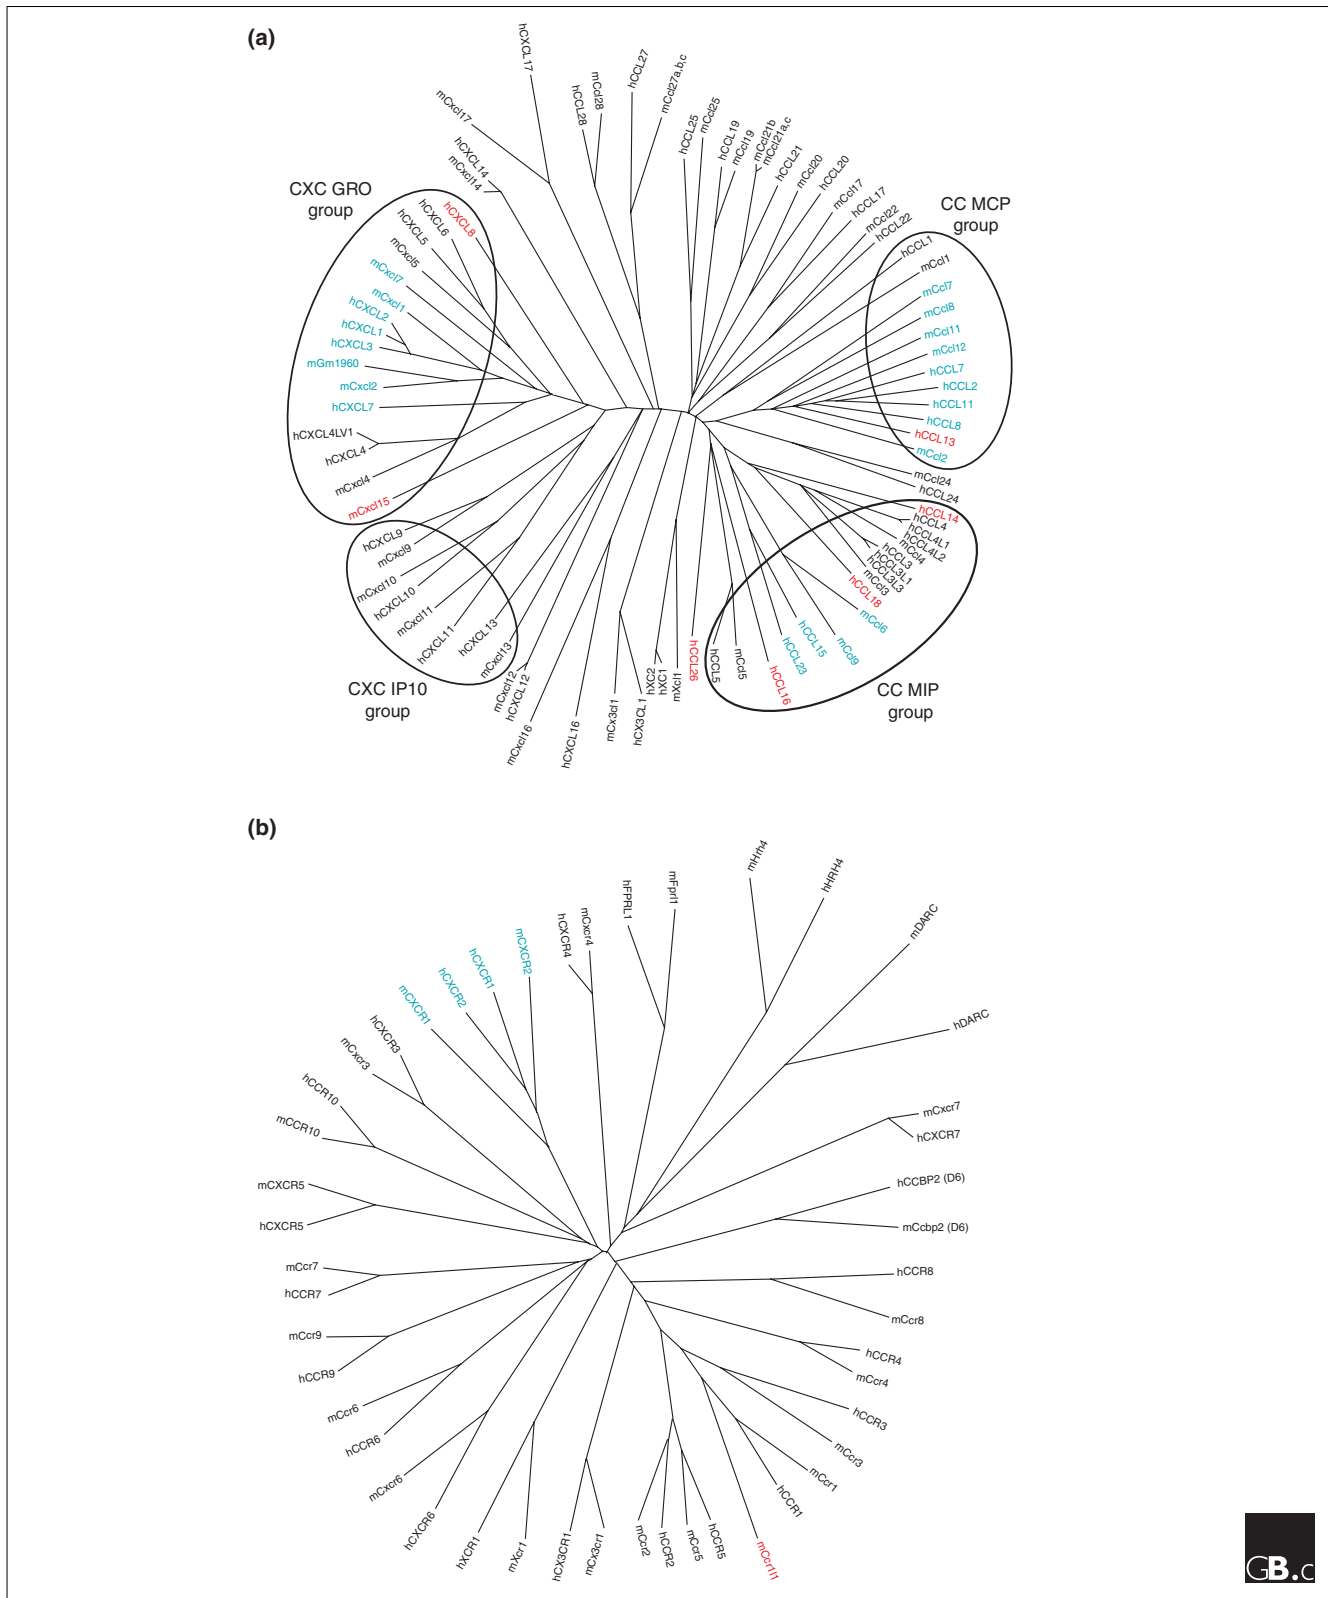 (a)
hCXCL17
mCxcl17
hCXCL14
mCxcl14
hCCL28
mCcl28
hCCL27
mCcl27a,b,c
hCCL25
mCcl25
hCCL19
mCcl19
mCcl21b
mCcl21a,c
hCCL21
mCcl20
hCCL20
mCcl17
hCCL17
mCcl22
hCCL22
CC MCP
group
hCCL1
mCcl1
mCcl7
mCcl8
mCcl11
mCcl12
hCCL7
hCCL2
hCCL11
hCCL8
hCCL13
mCcl2
mCcl24
hCCL24
hCCL14
hCCL4
hCCL4L1
hCCL4L2
mCcl4
hCCL3
hCCL3L1
hCCL3L3
mCcl3
hCCL18
mCcl6
mCcl9
hCCL15
hCCL23
hCCL16
mCcl5
hCCL5
CC MIP
group
hCCL26
mXcl1
hXC1
hXC2
hCX3CL1
mCx3cl1
hCXCL16
mCxcl16
hCXCL12
mCxcl12
mCxcl13
hCXCL13
hCXCL11
mCxcl11
hCXCL10
mCxcl10
mCxcl9
hCXCL9
CXC IP10
group
mCxcl15
mCxcl4
hCXCL4
hCXCL4LV1
hCXCL7
mCxcl2
mGm1960
hCXCL3
hCXCL1
hCXCL2
mCxcl1
mCxcl7
mCxcl5
hCXCL5
hCXCL6
hCXCL8
CXC GRO
group
(b)
mCXCR1
hCXCR2
hCXCR1
mCXCR2
hCXCR4
mCxcr4
hFPRL1
mFprl1
mHrh4
hHRH4
mDARC
hDARC
mCxcr7
hCXCR7
hCCBP2 (D6)
mCcbp2 (D6)
hCCR8
mCcr8
hCCR4
mCcr4
hCCR3
mCcr3
mCcr1
hCCR1
mCcr1l1
hCCR5
mCcr5
hCCR2
mCcr2
mCx3cr1
hCX3CR1
mXcr1
hXCR1
hCXCR6
mCxcr6
hCCR6
mCcr6
hCCR9
mCcr9
hCCR7
mCcr7
hCXCR5
mCXCR5
mCCR10
hCCR10
mCxcr3
hCXCR3
GB.c